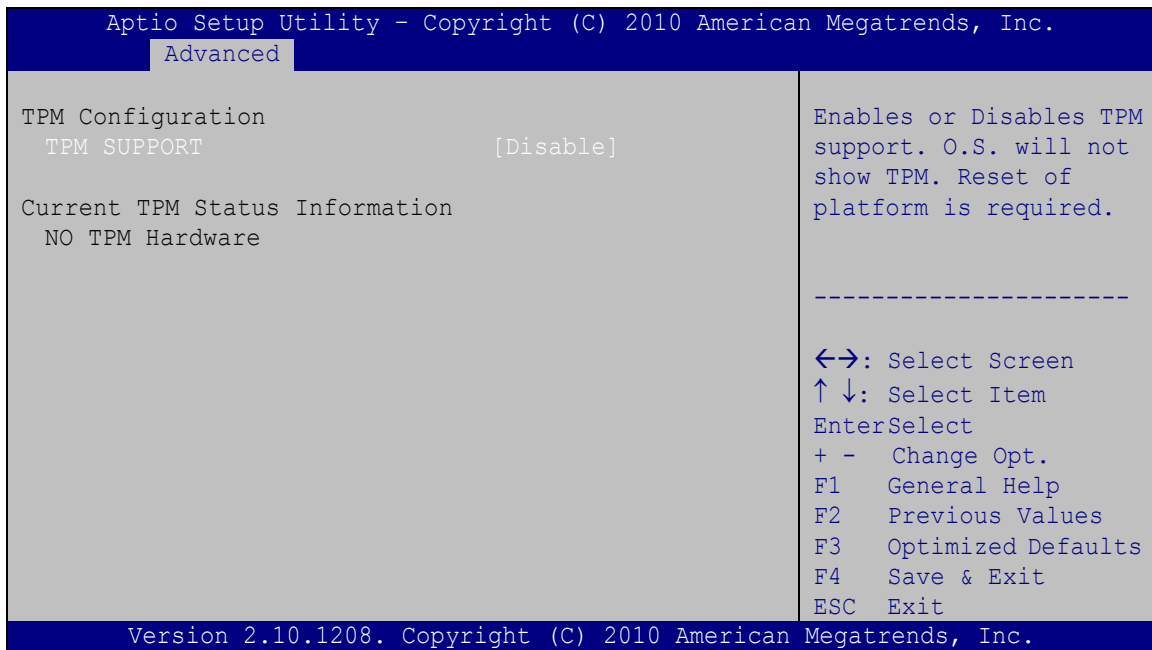 Aptio Setup Utility – Copyright (C) 2010 American Megatrends, Inc.
Advanced
TPM Configuration
TPM SUPPORT [Disable]
Current TPM Status Information
NO TPM Hardware
Enables or Disables TPM
support. O.S. will not
show TPM. Reset of
platform is required.
----------------------
←→: Select Screen
↑ ↓: Select Item
EnterSelect
+ - Change Opt.
F1 General Help
F2 Previous Values
F3 Optimized Defaults
F4 Save & Exit
ESC Exit
Version 2.10.1208. Copyright (C) 2010 American Megatrends, Inc.